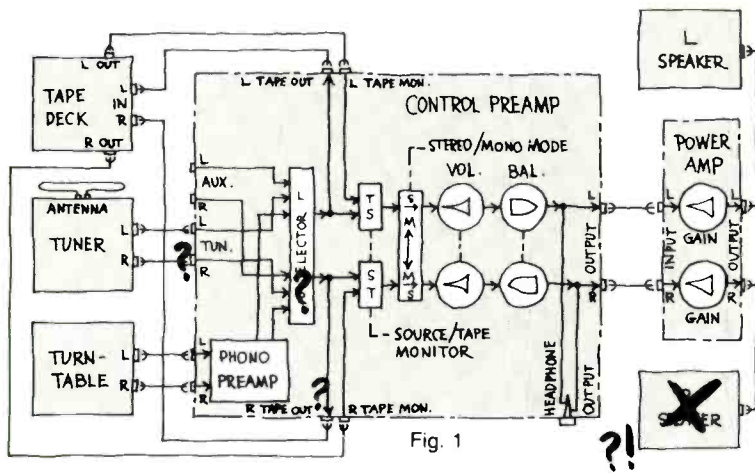 L OUT
TAPE
DECK
L
IN
R
R OUT
ANTENNA
TUNER
L
R
?
TURN-
TABLE
L
R
L TAPE OUT
L TAPE MON.
CONTROL PREAMP
STEREO/MONO MODE
VOL.
BAL.
L
AUX.
R
L
TUN.
R
L
R
PHONO
PREAMP
L
?
T
S
S
T
S
M
M
S
SOURCE/TAPE
MONITOR
L
OUTPUT
R
HEADPHONE
OUTPUT
R TAPE OUT
?
R TAPE MON.
Fig. 1
?!
L
SPEAKER
POWER
AMP
L
INPUT
R
GAIN
GAIN
L
OUTPUT
R